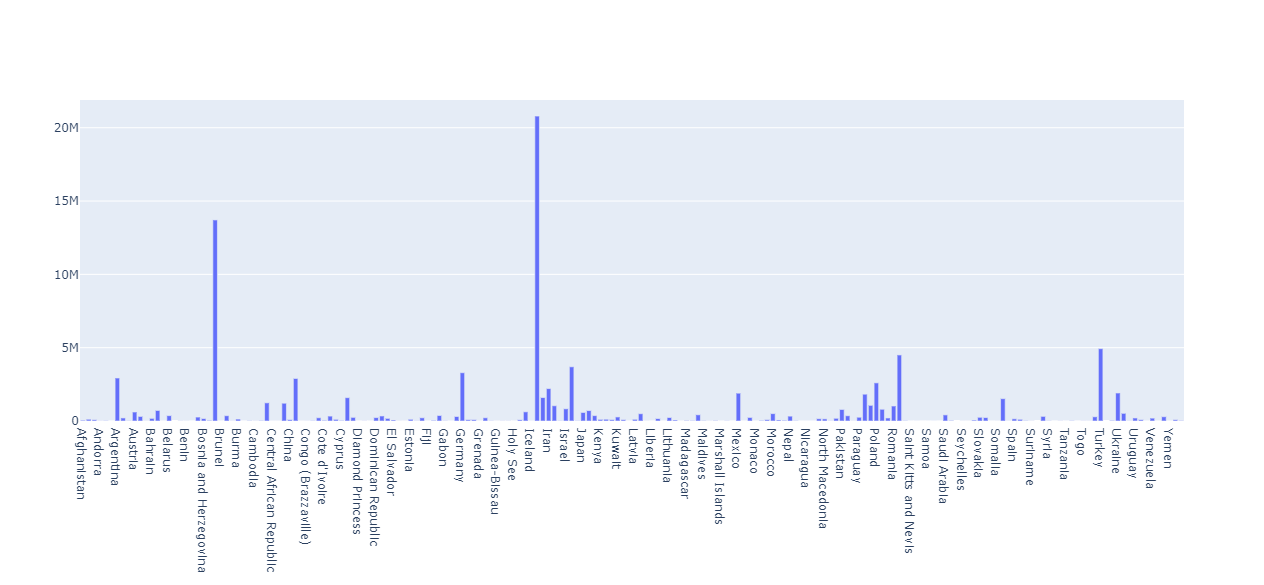 20M
15M
10M
5M
0
Afghanistan
Andorra
Argentina
Austria
Bahrain
Belarus
Benin
Bosnia and Herzegovina
Brunei
Burma
Cambodia
Central African Republic
China
Congo (Brazzaville)
Cote d'Ivoire
Cyprus
Diamond Princess
Dominican Republic
El Salvador
Estonia
Fiji
Gabon
Germany
Grenada
Guinea-Bissau
Holy See
Iceland
Iran
Israel
Japan
Kenya
Kuwait
Latvia
Liberia
Lithuania
Madagascar
Maldives
Marshall Islands
Mexico
Monaco
Morocco
Nepal
Nicaragua
North Macedonia
Pakistan
Paraguay
Poland
Romania
Saint Kitts and Nevis
Samoa
Saudi Arabia
Seychelles
Slovakia
Somalia
Spain
Suriname
Syria
Tanzania
Togo
Turkey
Ukraine
Uruguay
Venezuela
Yemen